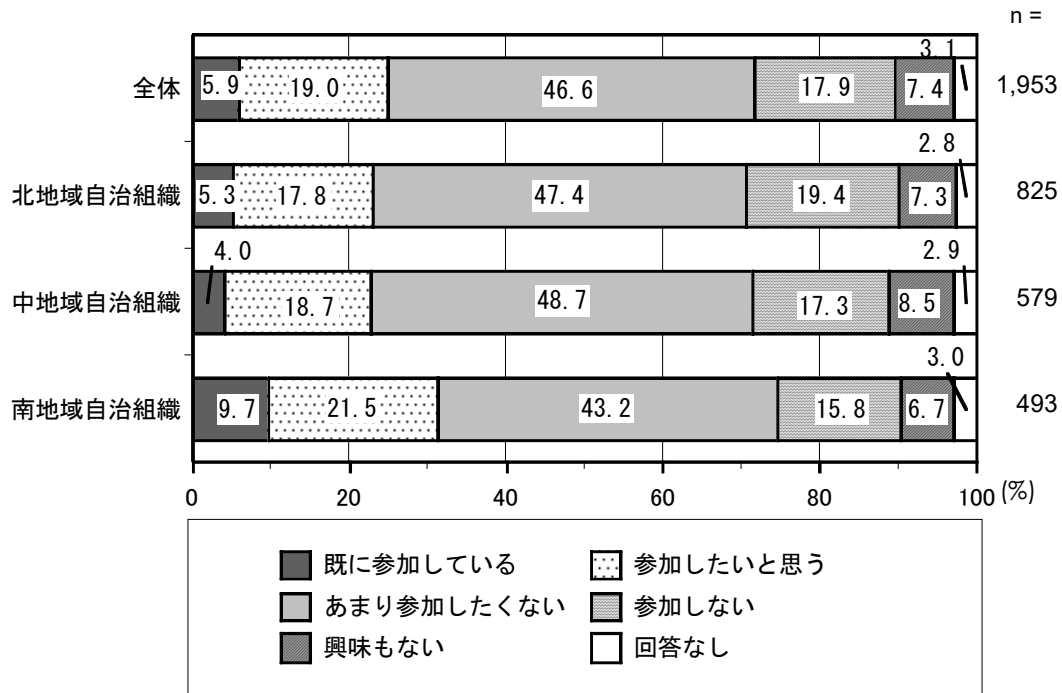 n =
3.1
全体 5.9 19.0 46.6 17.9 7.4 1,953
2.8
北地域自治組織 5.3 17.8 47.4 19.4 7.3 825
4.0 2.9
中地域自治組織 18.7 48.7 17.3 8.5 579
3.0
南地域自治組織 9.7 21.5 43.2 15.8 6.7 493
0 20 40 60 80 100 (%)
既に参加している 参加したいと思う
あまり参加したくない 参加しない
興味もない 回答なし